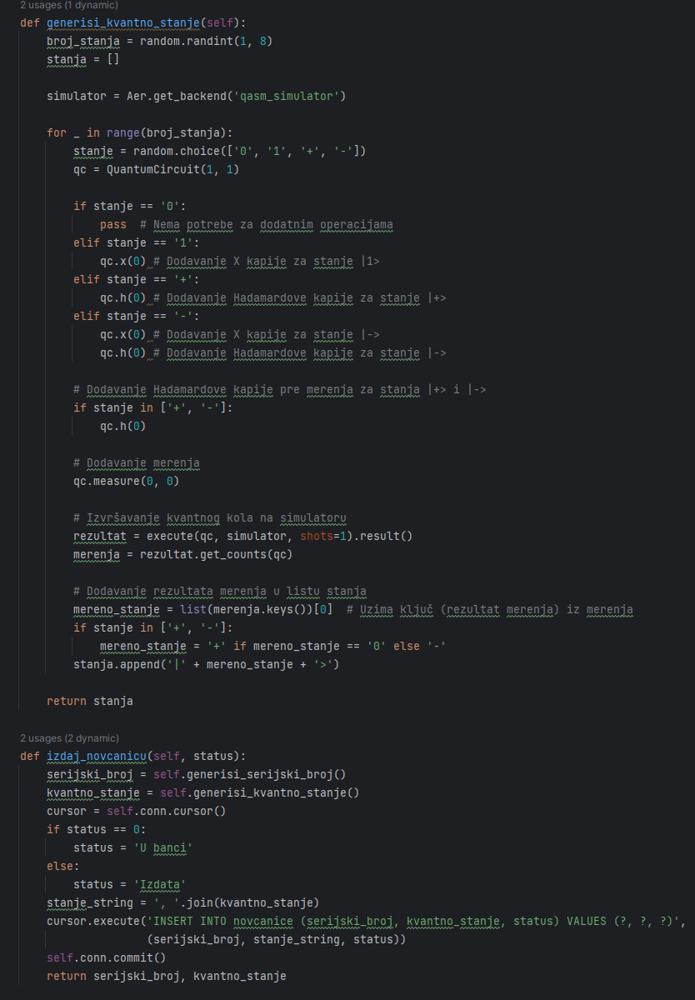 2 usages (1 dynamic)
def generisi_kvantno_stanje(self):
    broj_stanja = random.randint(1, 8)
    stanja = []

    simulator = Aer.get_backend('qasm_simulator')

    for _ in range(broj_stanja):
        stanje = random.choice(['0', '1', '+', '-'])
        qc = QuantumCircuit(1, 1)

        if stanje == '0':
            pass  # Nema potrebe za dodatnim operacijama
        elif stanje == '1':
            qc.x(0) # Dodavanje X kapije za stanje |1>
        elif stanje == '+':
            qc.h(0) # Dodavanje Hadamardove kapije za stanje |+>
        elif stanje == '-':
            qc.x(0) # Dodavanje X kapije za stanje |->
            qc.h(0) # Dodavanje Hadamardove kapije za stanje |->

        # Dodavanje Hadamardove kapije pre merenja za stanja |+> i |->
        if stanje in ['+', '-']:
            qc.h(0)

        # Dodavanje merenja
        qc.measure(0, 0)

        # Izvršavanje kvantnog kola na simulatoru
        rezultat = execute(qc, simulator, shots=1).result()
        merenja = rezultat.get_counts(qc)

        # Dodavanje rezultata merenja u listu stanja
        mereno_stanje = list(merenja.keys())[0]  # Uzima ključ (rezultat merenja) iz merenja
        if stanje in ['+', '-']:
            mereno_stanje = '+' if mereno_stanje == '0' else '-'
        stanja.append('|' + mereno_stanje + '>')

    return stanja

2 usages (2 dynamic)
def izdaj_novcanicu(self, status):
    serijski_broj = self.generisi_serijski_broj()
    kvantno_stanje = self.generisi_kvantno_stanje()
    cursor = self.conn.cursor()
    if status == 0:
        status = 'U banci'
    else:
        status = 'Izdata'
    stanje_string = ', '.join(kvantno_stanje)
    cursor.execute('INSERT INTO novcanice (serijski_broj, kvantno_stanje, status) VALUES (?, ?, ?)',
                   (serijski_broj, stanje_string, status))
    self.conn.commit()
    return serijski_broj, kvantno_stanje